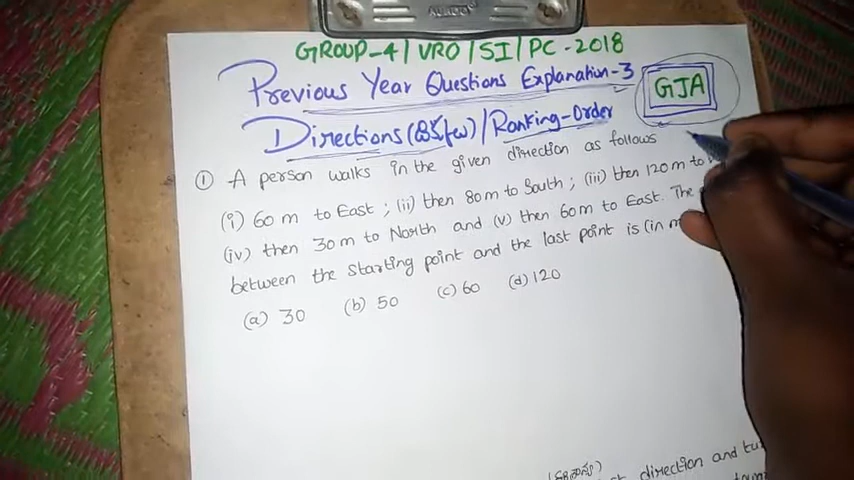 GROUP-4/VRO/SI/PC-2018
Previous Year Questions Explanation-3
GJA
Directions (దిక్కులు) / Ranking-Order
① A person walks in the given direction as follows
(i) 60 m to East ; (ii) then 80 m to South ; (iii) then 120 m to
(iv) then 30 m to North and (v) then 60 m to East. The
between the starting point and the last point is (in
(a) 30 (b) 50 (c) 60 (d) 120
direction and